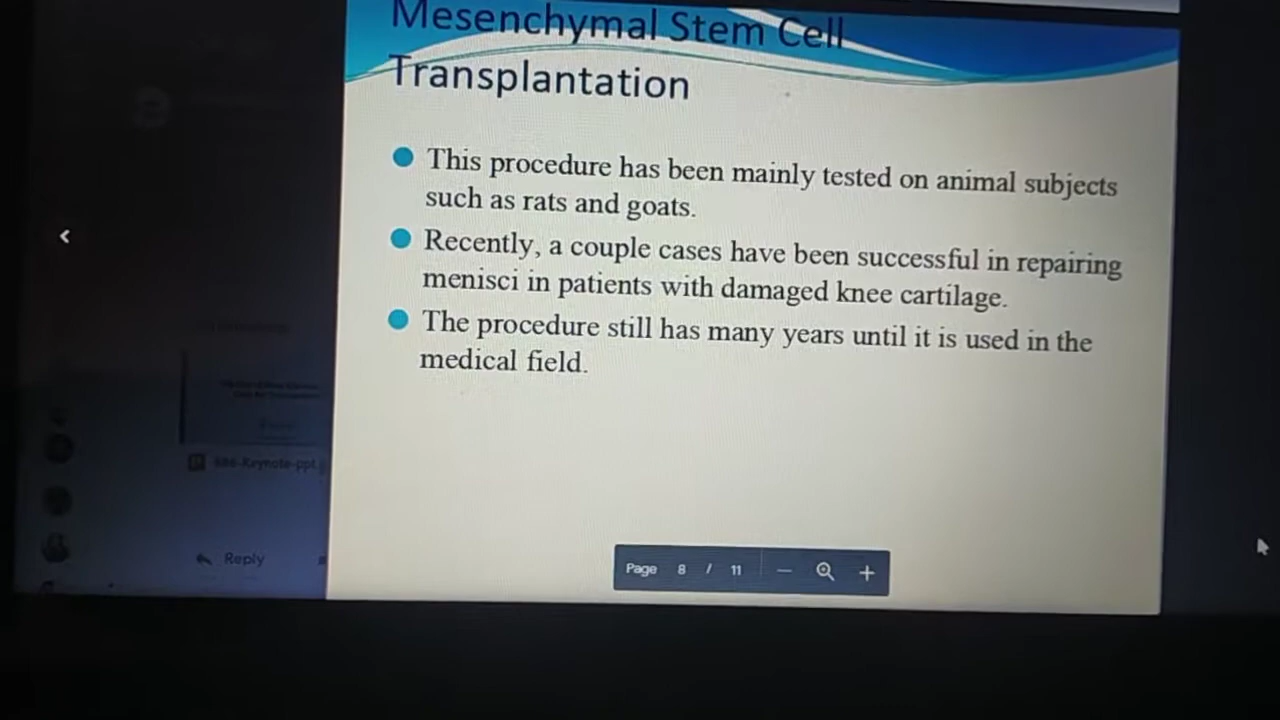 Mesenchymal Stem Cell
Transplantation
This procedure has been mainly tested on animal subjects
such as rats and goats.
Recently, a couple cases have been successful in repairing
menisci in patients with damaged knee cartilage.
The procedure still has many years until it is used in the
medical field.
Reply
Page 8 / 11